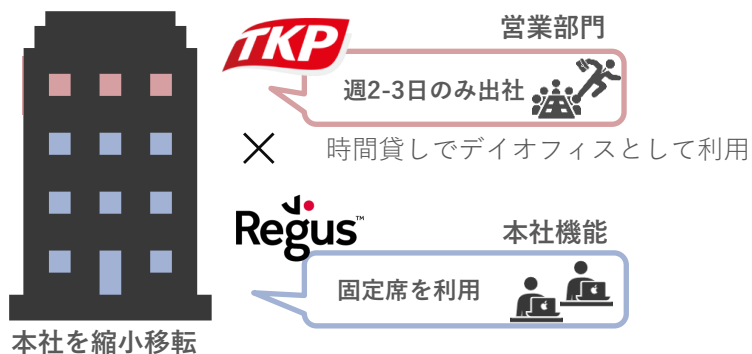 TKP
営業部門
週2-3日のみ出社
時間貸しでデイオフィスとして利用
Regus™
本社機能
固定席を利用
本社を縮小移転